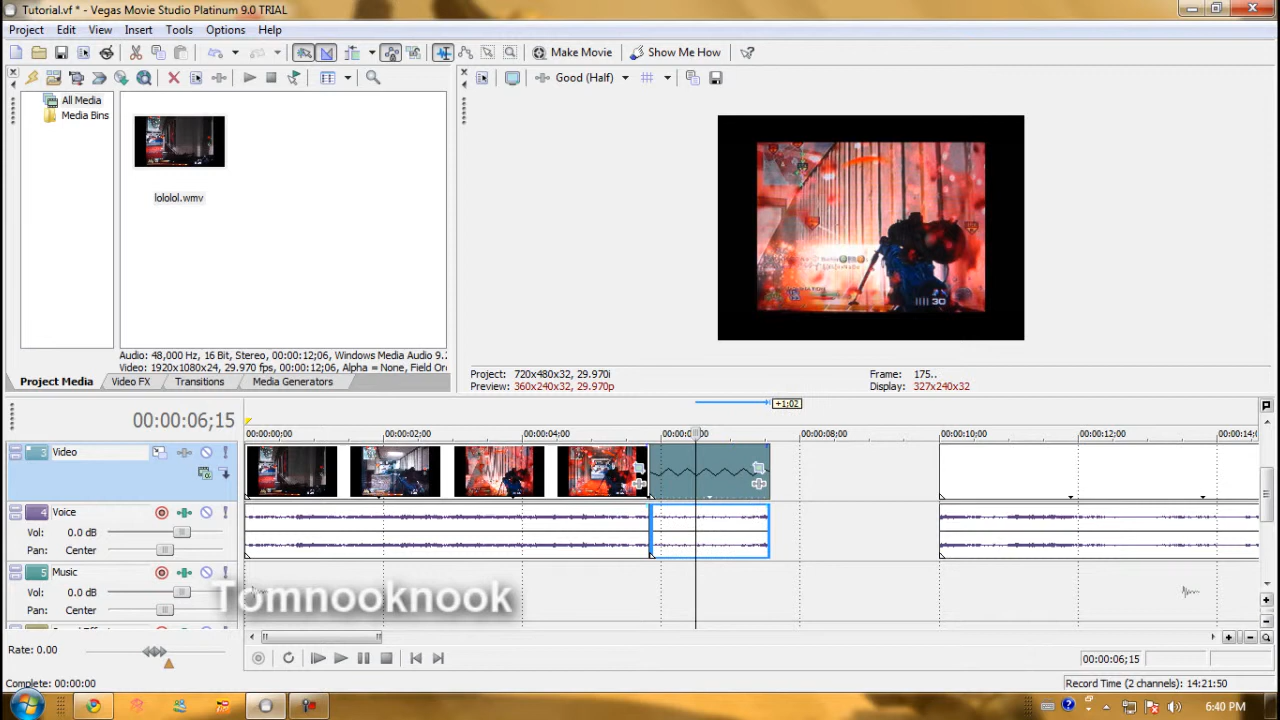 Tutorial.vf * - Vegas Movie Studio Platinum 9.0 TRIAL
File Edit View Insert Tools Options Help
Make Movie Show Me How
Good (Half)
All Media
Media Bins
lololol.wmv
Audio: 48,000 Hz, 16 Bit, Stereo, 00:00:12;06, Windows Media Audio 9.2
Video: 1920x1080x24, 29.970 fps, 00:00:12;06, Alpha = None, Field Or
Project Media Video FX Transitions Media Generators
Project: 720x480x32, 29.970i
Preview: 360x240x32, 29.970p
Frame: 175..
Display: 327x240x32
30
+1;02
00:00:06;15
00:00:00;00 00:00:02;00 00:00:04;00 00:00:08;00 00:00:10;00 00:00:12;00
3 Video
4 Voice
Vol: 0.0 dB
Pan: Center
5 Music
Vol: 0.0 dB
Pan: Center
Tomnooknook
Rate: 0.00
00:00:06;15
Complete: 00:00:00
Record Time (2 channels): 14:21:50
6:40 PM